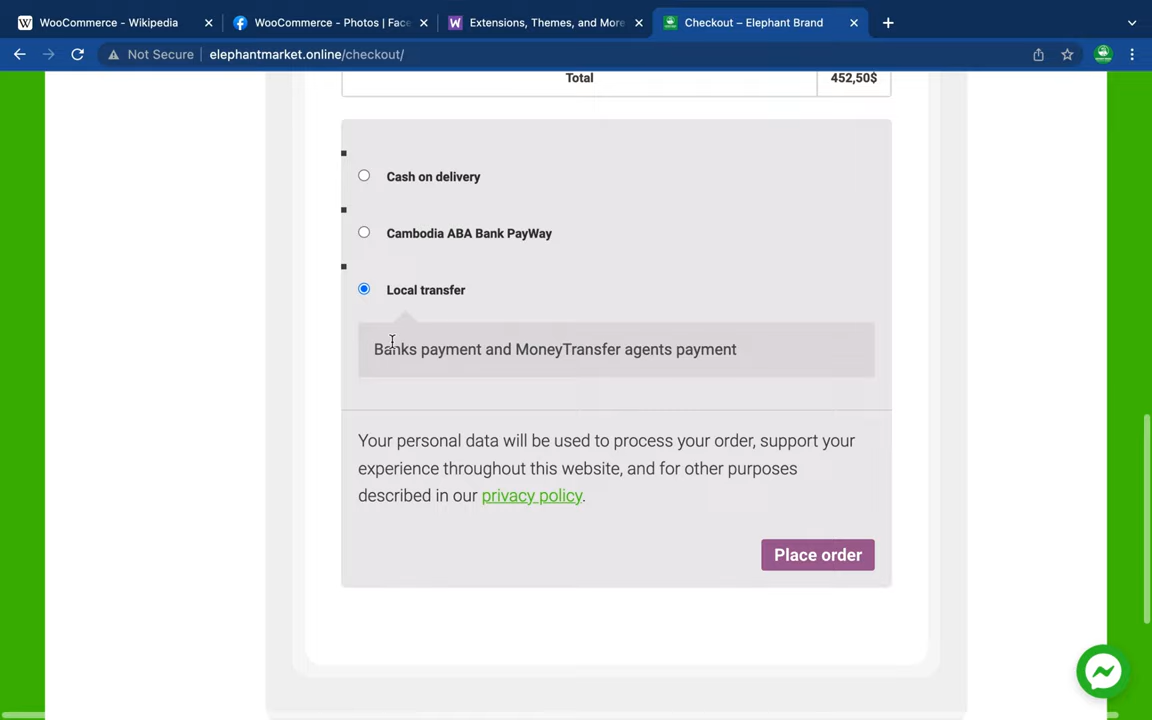 WooCommerce - Wikipedia
WooCommerce - Photos | Face
Extensions, Themes, and More
Checkout – Elephant Brand
Not Secure
elephantmarket.online/checkout/
Total
452,50$
Cash on delivery
Cambodia ABA Bank PayWay
Local transfer
Banks payment and MoneyTransfer agents payment
Your personal data will be used to process your order, support your
experience throughout this website, and for other purposes
described in our privacy policy.
Place order